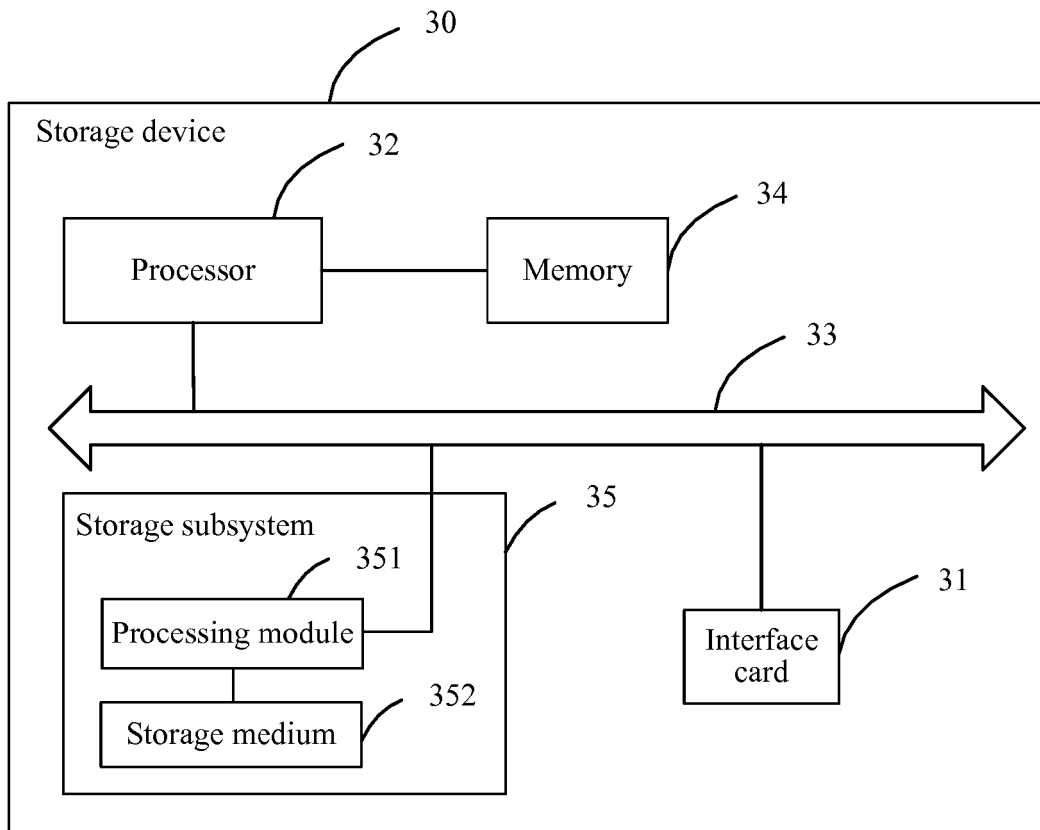 30
Storage device
32
34
Processor
Memory
33
35
Storage subsystem
351
31
Processing module
Interface
card
352
Storage medium